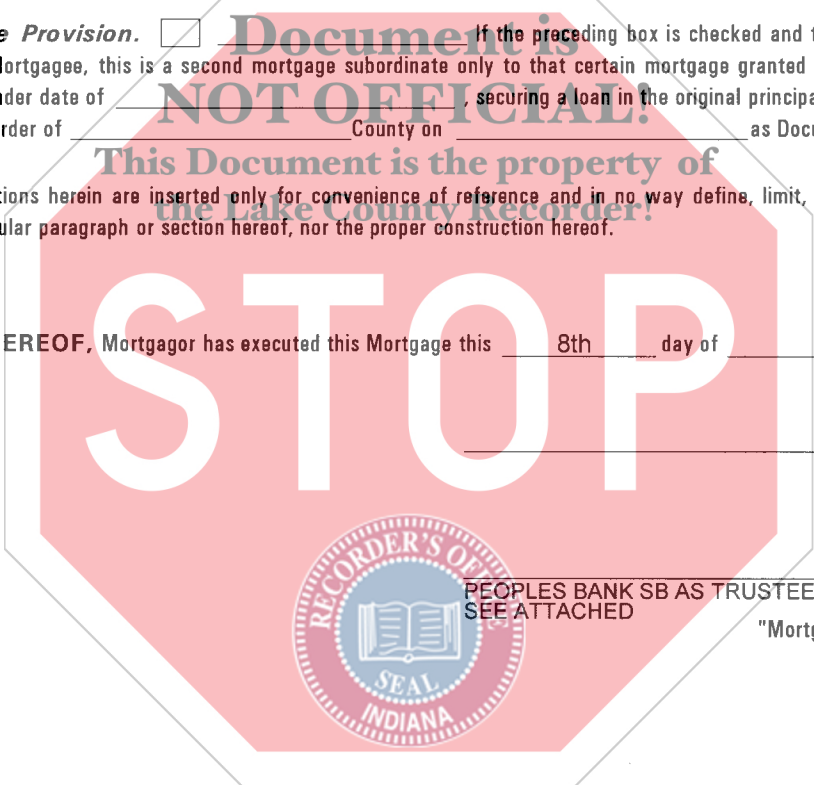 e Provision. If the preceding box is checked and t
Mortgagee, this is a second mortgage subordinate only to that certain mortgage granted
nder date of , securing a loan in the original principa
rder of County on as Docu
tions herein are inserted only for convenience of reference and in no way define, limit,
ular paragraph or section hereof, nor the proper construction hereof.
Document is
NOT OFFICIAL!
This Document is the property of
the Lake County Recorder!
EREOF, Mortgagor has executed this Mortgage this 8th day of
STOP
PEOPLES BANK SB AS TRUSTEE
SEE ATTACHED
"Mortg
RECORDER'S OFFICE
SEAL
INDIANA